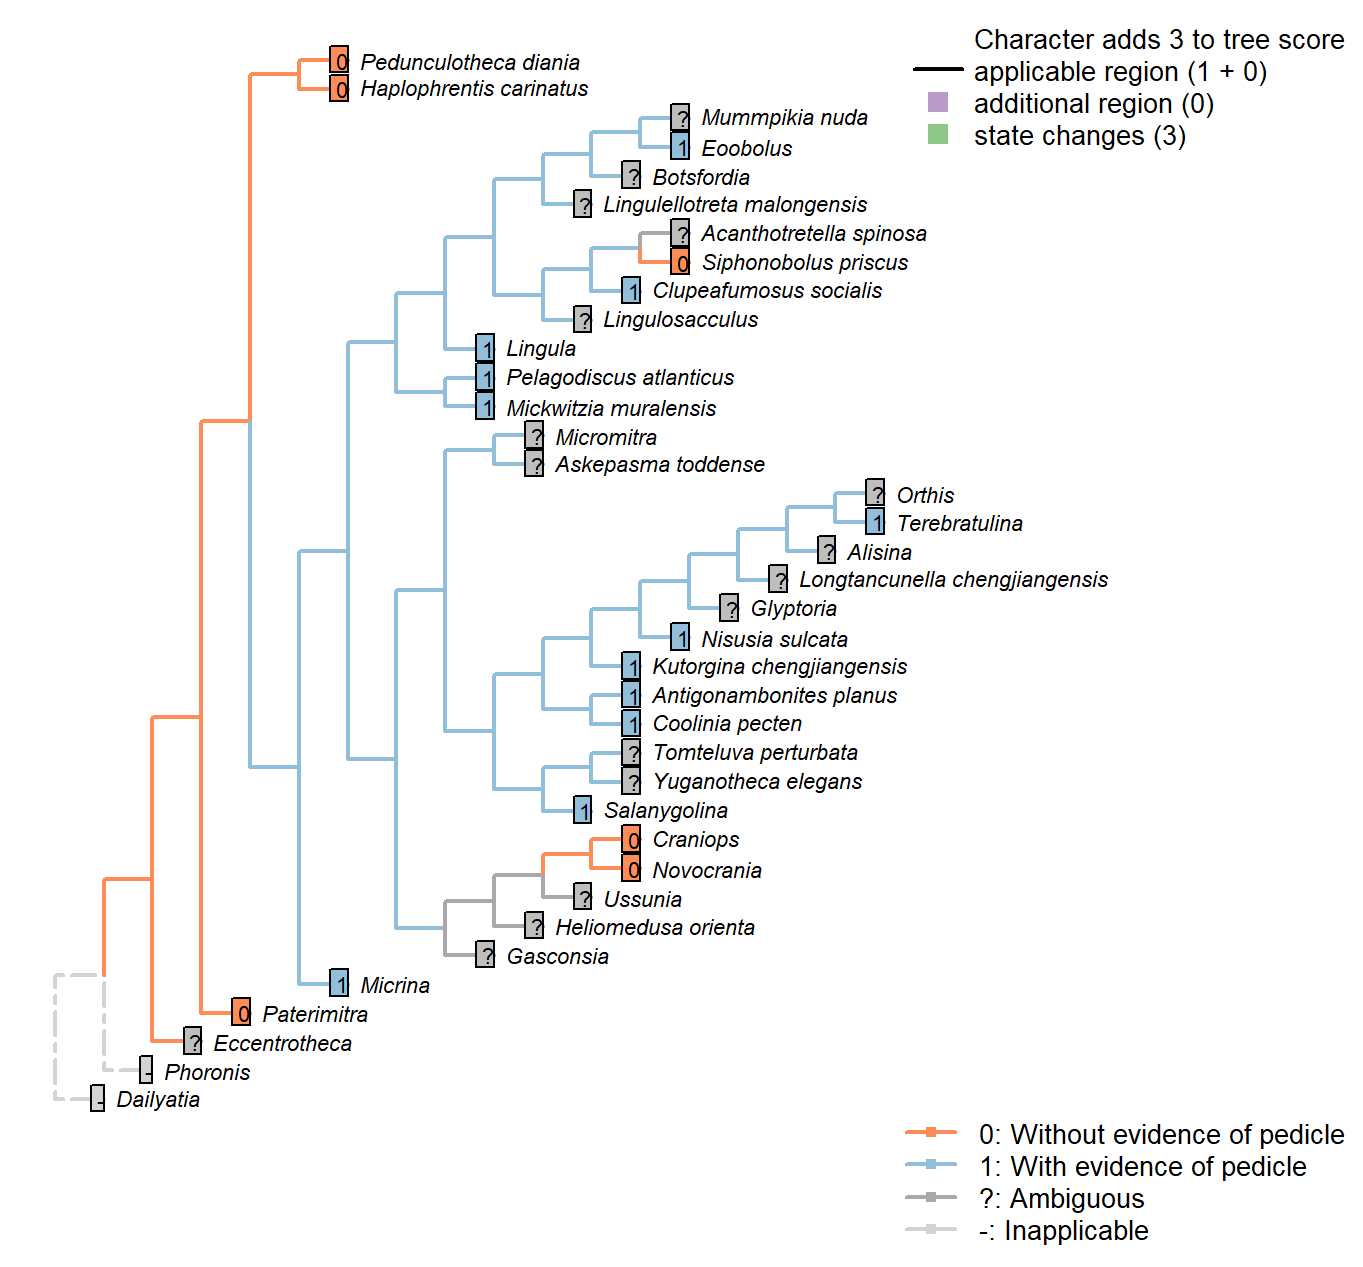 Character adds 3 to tree score
applicable region (1 + 0)
additional region (0)
state changes (3)
0 Pedunculotheca diania
0 Haplophrentis carinatus
? Mummpikia nuda
1 Eoobolus
? Botsfordia
? Lingulellotreta malongensis
? Acanthotretella spinosa
0 Siphonobolus priscus
1 Clupeafumosus socialis
? Lingulosacculus
1 Lingula
1 Pelagodiscus atlanticus
1 Mickwitzia muralensis
? Micromitra
? Askepasma toddense
? Orthis
1 Terebratulina
? Alisina
? Longtancunella chengjiangensis
? Glyptoria
1 Nisusia sulcata
1 Kutorgina chengjiangensis
1 Antigonambonites planus
1 Coolinia pecten
? Tomteluva perturbata
? Yuganotheca elegans
1 Salanygolina
0 Craniops
0 Novocrania
? Ussunia
? Heliomedusa orienta
? Gasconsia
1 Micrina
0 Paterimitra
? Eccentrotheca
- Phoronis
- Dailyatia
0: Without evidence of pedicle
1: With evidence of pedicle
?: Ambiguous
-: Inapplicable